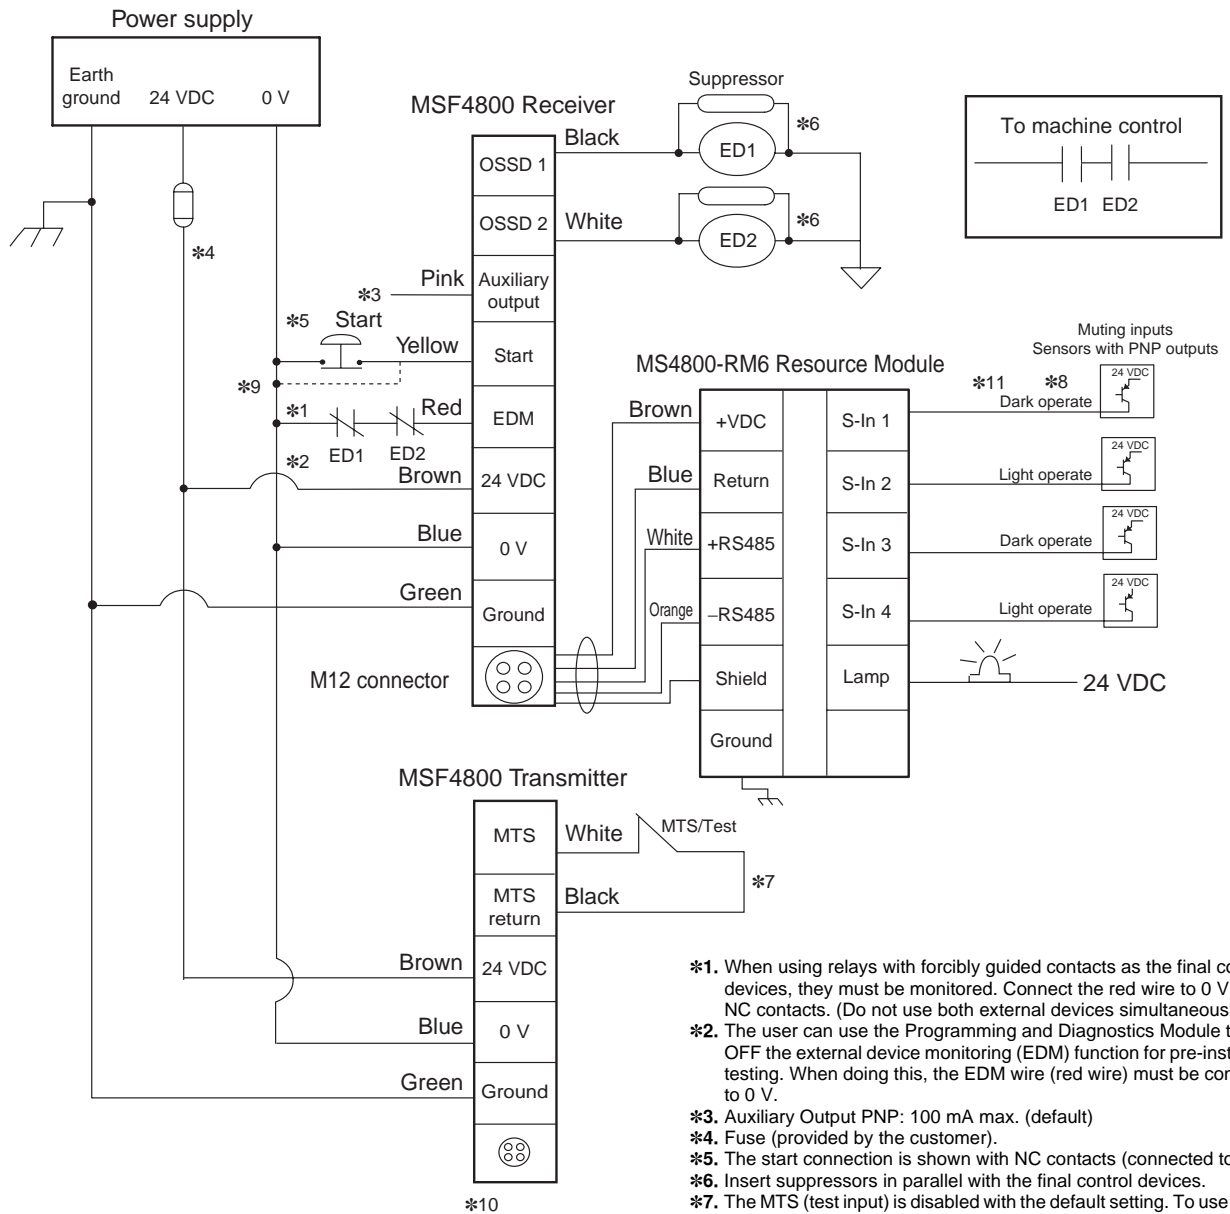 Power supply
Earth ground
24 VDC
0 V
MSF4800 Receiver
OSSD 1
OSSD 2
Auxiliary output
Start
EDM
24 VDC
0 V
Ground
M12 connector
Black
White
Pink
Yellow
Red
Brown
Blue
Green
Suppressor
ED1
*6
ED2
*6
To machine control
ED1 ED2
*4
*3
*5
Start
*9
*1
*2
ED1
ED2
MS4800-RM6 Resource Module
Brown
Blue
White
Orange
+VDC
Return
+RS485
–RS485
Shield
Ground
S-In 1
S-In 2
S-In 3
S-In 4
Lamp
Muting inputs
Sensors with PNP outputs
*11
*8
24 VDC
Dark operate
24 VDC
Light operate
24 VDC
Dark operate
24 VDC
Light operate
24 VDC
MSF4800 Transmitter
MTS
MTS return
24 VDC
0 V
Ground
White
MTS/Test
*7
Black
Brown
Blue
Green
*10
*1. When using relays with forcibly guided contacts as the final
devices, they must be monitored. Connect the red wire to 0 V
NC contacts. (Do not use both external devices
*2. The user can use the Programming and Diagnostics Module
OFF the external device monitoring (EDM) function for
testing. When doing this, the EDM wire (red wire) must be
to 0 V.
*3. Auxiliary Output PNP: 100 mA max. (default)
*4. Fuse (provided by the customer).
*5. The start connection is shown with NC contacts (connected
*6. Insert suppressors in parallel with the final control devices.
*7. The MTS (test input) is disabled with the default setting. To use